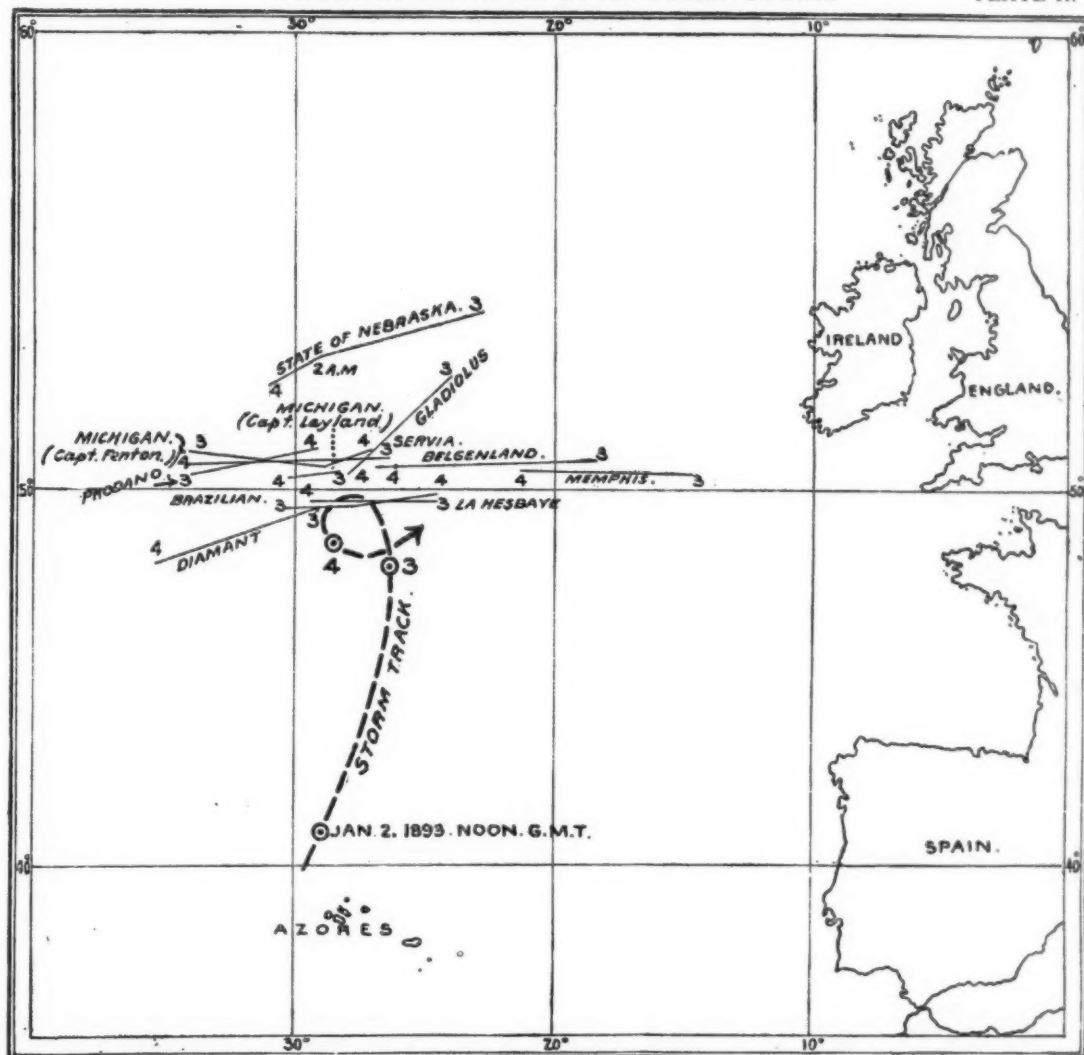 30° 20° 10° 0°
60° 60°
STATE OF NEBRASKA. 3
2 A.M
4
3
GLADIOLUS
MICHIGAN.
(Capt. Leyland.)
MICHIGAN.
(Capt. Fenton.)
3 4 4 3 SERVIA.
4 BELGENLAND. 3
PRODANO 3 4 3 4 4 4 4 MEMPHIS. 3
50° 50°
BRAZILIAN. 3 4 3 LA HESBAYE
3
4 DIAMANT
4 3
STORM TRACK.
JAN. 2. 1893. NOON. G.M.T.
40° 40°
AZORES
IRELAND
ENGLAND.
SPAIN.
30° 20° 10°